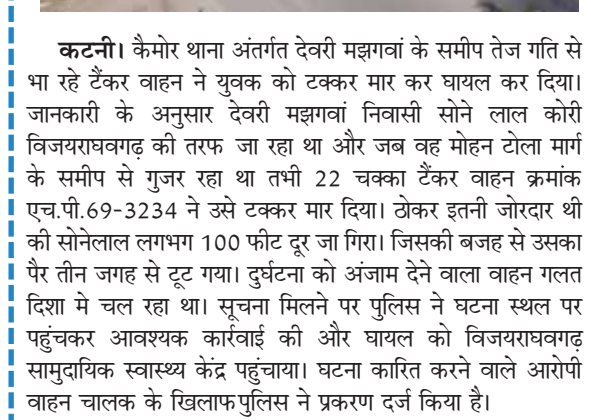 कटनी। कैमोर थाना अंतर्गत देवरी मझगवां के समीप तेज गति से
भा रहे टैंकर वाहन ने युवक को टक्कर मार कर घायल कर दिया।
जानकारी के अनुसार देवरी मझगवां निवासी सोने लाल कोरी
विजयराघवगढ़ की तरफ जा रहा था और जब वह मोहन टोला मार्ग
के समीप से गुजर रहा था तभी 22 चक्का टैंकर वाहन क्रमांक
एच.पी.69-3234 ने उसे टक्कर मार दिया। ठोकर इतनी जोरदार थी
की सोनेलाल लगभग 100 फीट दूर जा गिरा। जिसकी बजह से उसका
पैर तीन जगह से टूट गया। दुर्घटना को अंजाम देने वाला वाहन गलत
दिशा मे चल रहा था। सूचना मिलने पर पुलिस ने घटना स्थल पर
पहुंचकर आवश्यक कार्रवाई की और घायल को विजयराघवगढ़
सामुदायिक स्वास्थ्य केंद्र पहुंचाया। घटना कारित करने वाले आरोपी
वाहन चालक के खिलाफ पुलिस ने प्रकरण दर्ज किया है।